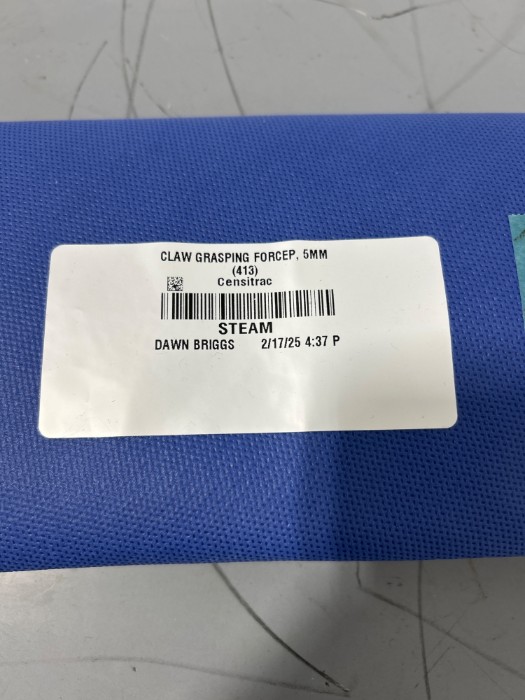 CLAW GRASPING FORCEP, 5MM
(413)
Censitrac
STEAM
DAWN BRIGGS 2/17/25 4:37 P